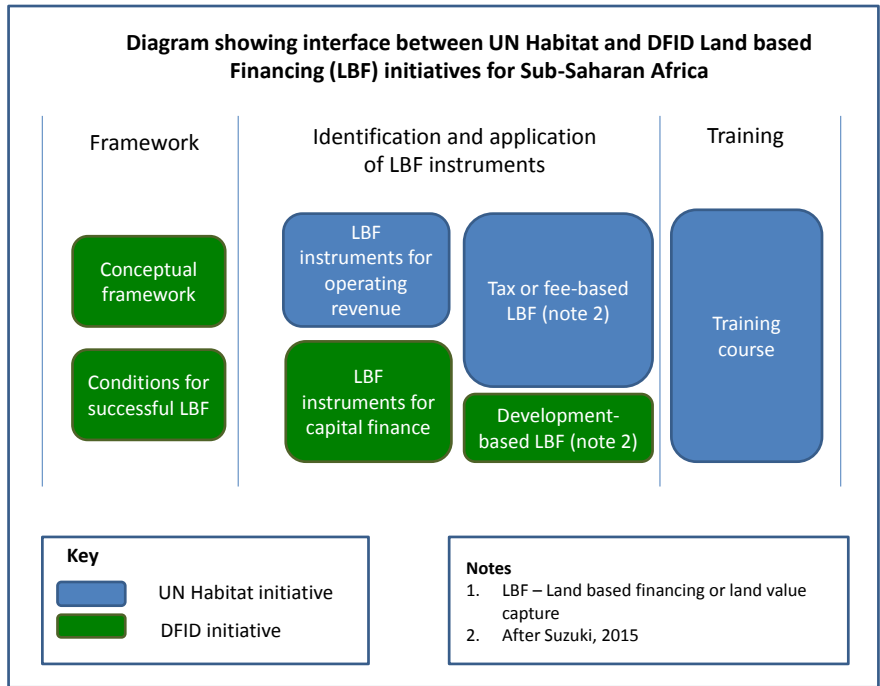 Diagram showing interface between UN Habitat and DFID Land based
Financing (LBF) initiatives for Sub-Saharan Africa
Framework
Identification and application
of LBF instruments
Training
Conceptual
framework
Conditions for
successful LBF
LBF
instruments for
operating
revenue
LBF
instruments for
capital finance
Tax or fee-based
LBF (note 2)
Development-
based LBF (note 2)
Training
course
Key
UN Habitat initiative
DFID initiative
Notes
1. LBF – Land based financing or land value
capture
2. After Suzuki, 2015